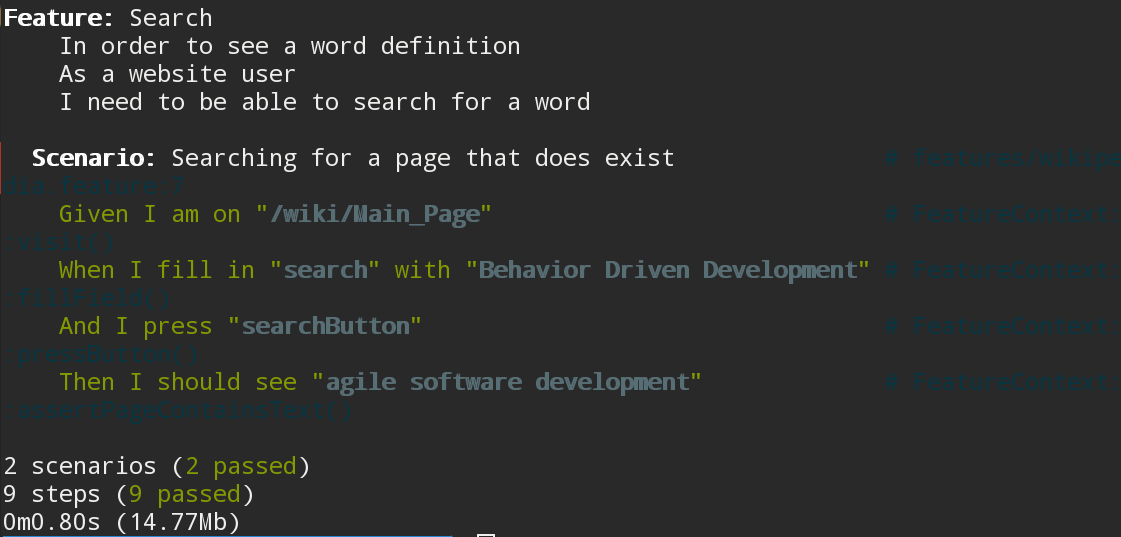 Feature: Search
In order to see a word definition
As a website user
I need to be able to search for a word
Scenario: Searching for a page that does exist # features/wikipe
dia.feature:7
Given I am on "/wiki/Main_Page" # FeatureContext:
:visit()
When I fill in "search" with "Behavior Driven Development" # FeatureContext:
:fillField()
And I press "searchButton" # FeatureContext:
:pressButton()
Then I should see "agile software development" # FeatureContext:
:assertPageContainsText()
2 scenarios (2 passed)
9 steps (9 passed)
0m0.80s (14.77Mb)